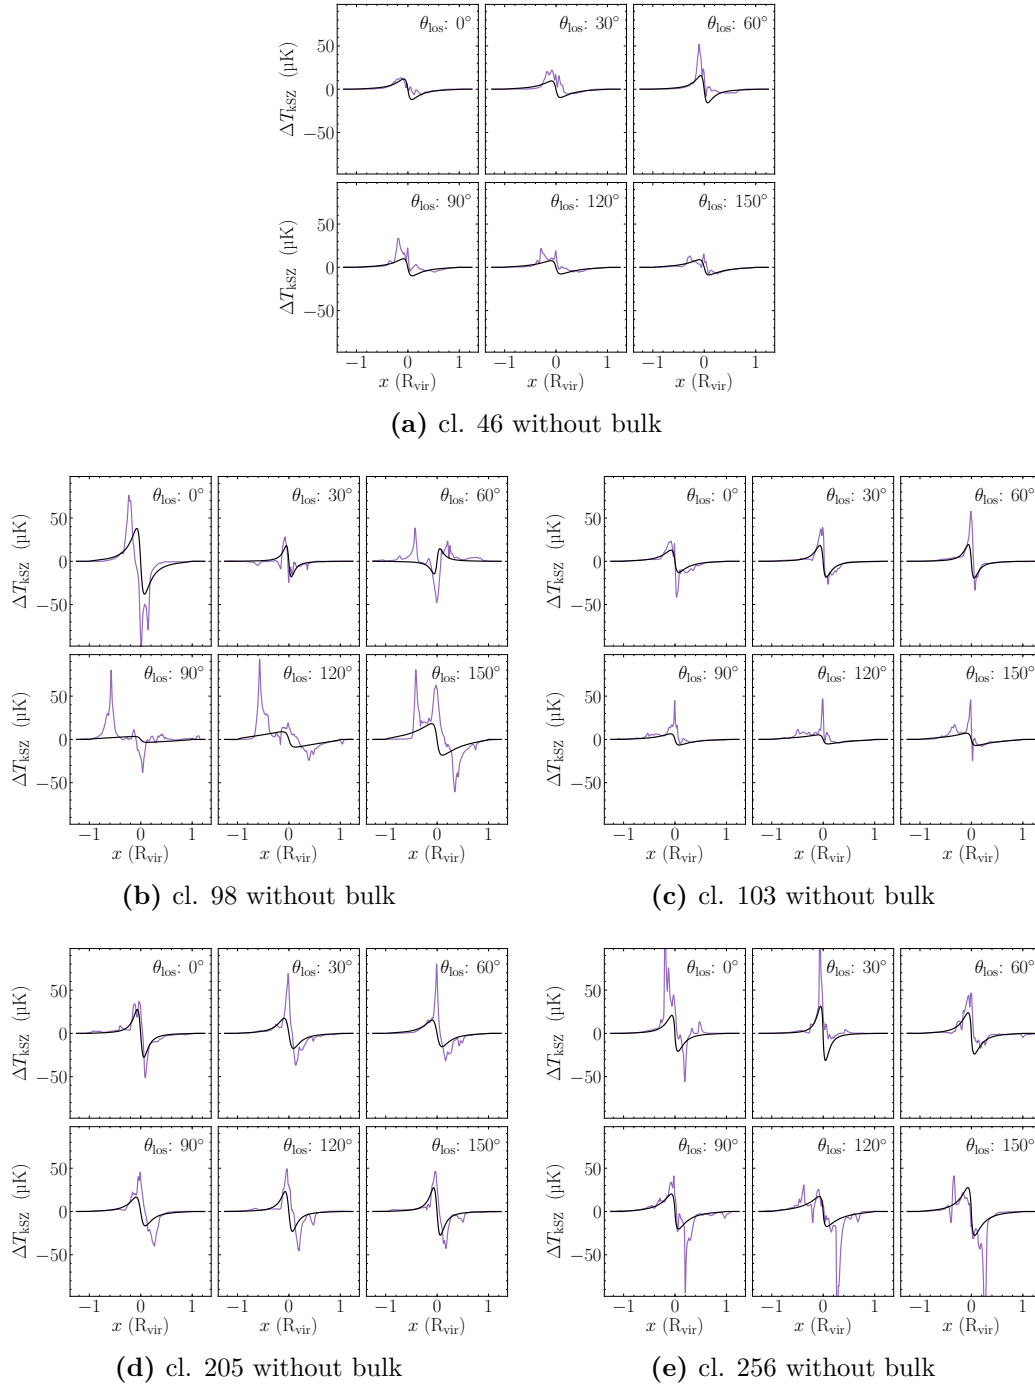 θlos: 0° θlos: 30° θlos: 60°
50
0
−50
ΔTkSZ (µK)
θlos: 90° θlos: 120° θlos: 150°
50
0
−50
ΔTkSZ (µK)
−1 0 1 −1 0 1 −1 0 1
x (Rvir) x (Rvir) x (Rvir)
(a) cl. 46 without bulk
θlos: 0° θlos: 30° θlos: 60°
50
0
−50
ΔTkSZ (µK)
θlos: 90° θlos: 120° θlos: 150°
50
0
−50
ΔTkSZ (µK)
−1 0 1 −1 0 1 −1 0 1
x (Rvir) x (Rvir) x (Rvir)
(b) cl. 98 without bulk
θlos: 0° θlos: 30° θlos: 60°
50
0
−50
ΔTkSZ (µK)
θlos: 90° θlos: 120° θlos: 150°
50
0
−50
ΔTkSZ (µK)
−1 0 1 −1 0 1 −1 0 1
x (Rvir) x (Rvir) x (Rvir)
(c) cl. 103 without bulk
θlos: 0° θlos: 30° θlos: 60°
50
0
−50
ΔTkSZ (µK)
θlos: 90° θlos: 120° θlos: 150°
50
0
−50
ΔTkSZ (µK)
−1 0 1 −1 0 1 −1 0 1
x (Rvir) x (Rvir) x (Rvir)
(d) cl. 205 without bulk
θlos: 0° θlos: 30° θlos: 60°
50
0
−50
ΔTkSZ (µK)
θlos: 90° θlos: 120° θlos: 150°
50
0
−50
ΔTkSZ (µK)
−1 0 1 −1 0 1 −1 0 1
x (Rvir) x (Rvir) x (Rvir)
(e) cl. 256 without bulk